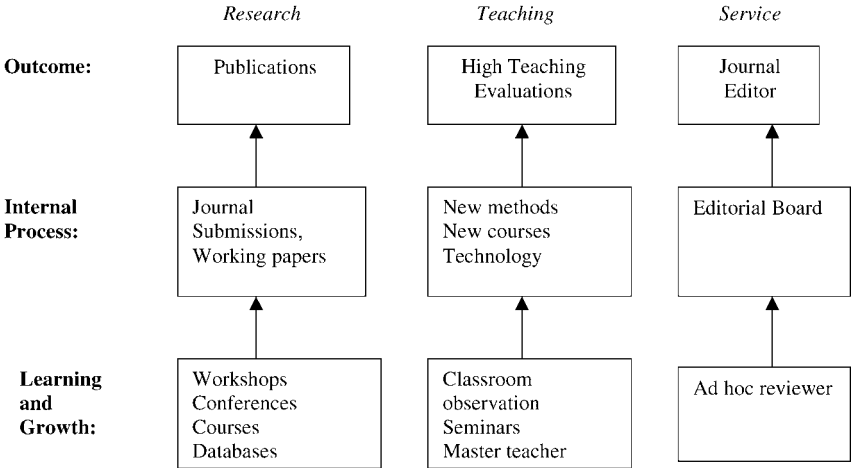 Research Teaching Service
Outcome:
Publications
High Teaching
Evaluations
Journal
Editor
Internal
Process:
Journal
Submissions,
Working papers
New methods
New courses
Technology
Editorial Board
Learning
and
Growth:
Workshops
Conferences
Courses
Databases
Classroom
observation
Seminars
Master teacher
Ad hoc reviewer